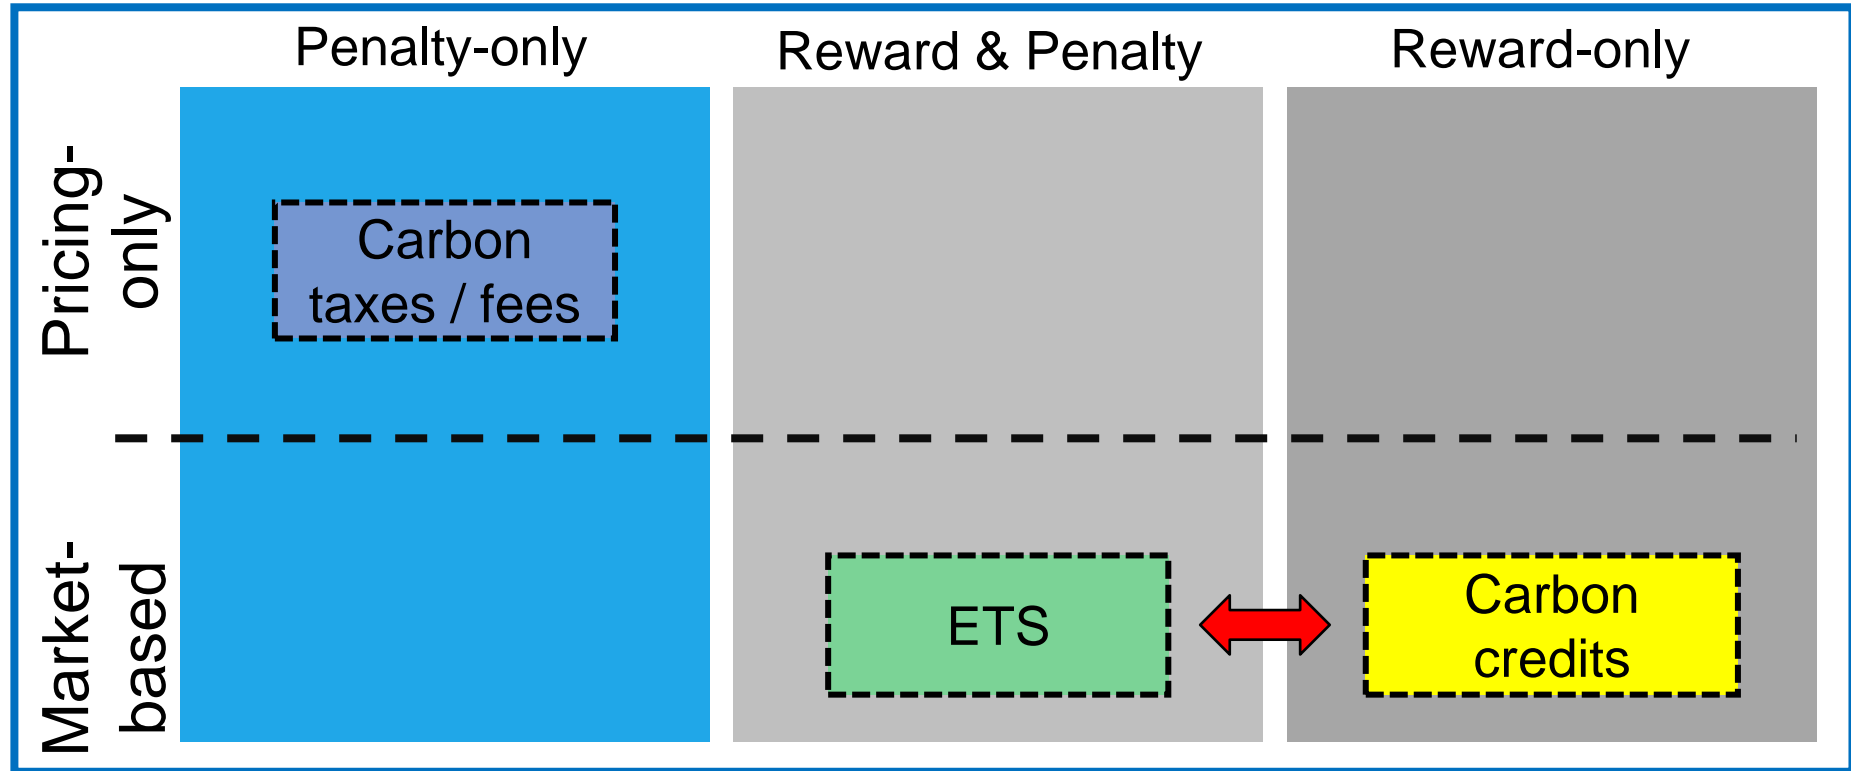 Penalty-only
Reward & Penalty
Reward-only
Pricing-
only
Carbon
taxes / fees
Market-
based
ETS
Carbon
credits